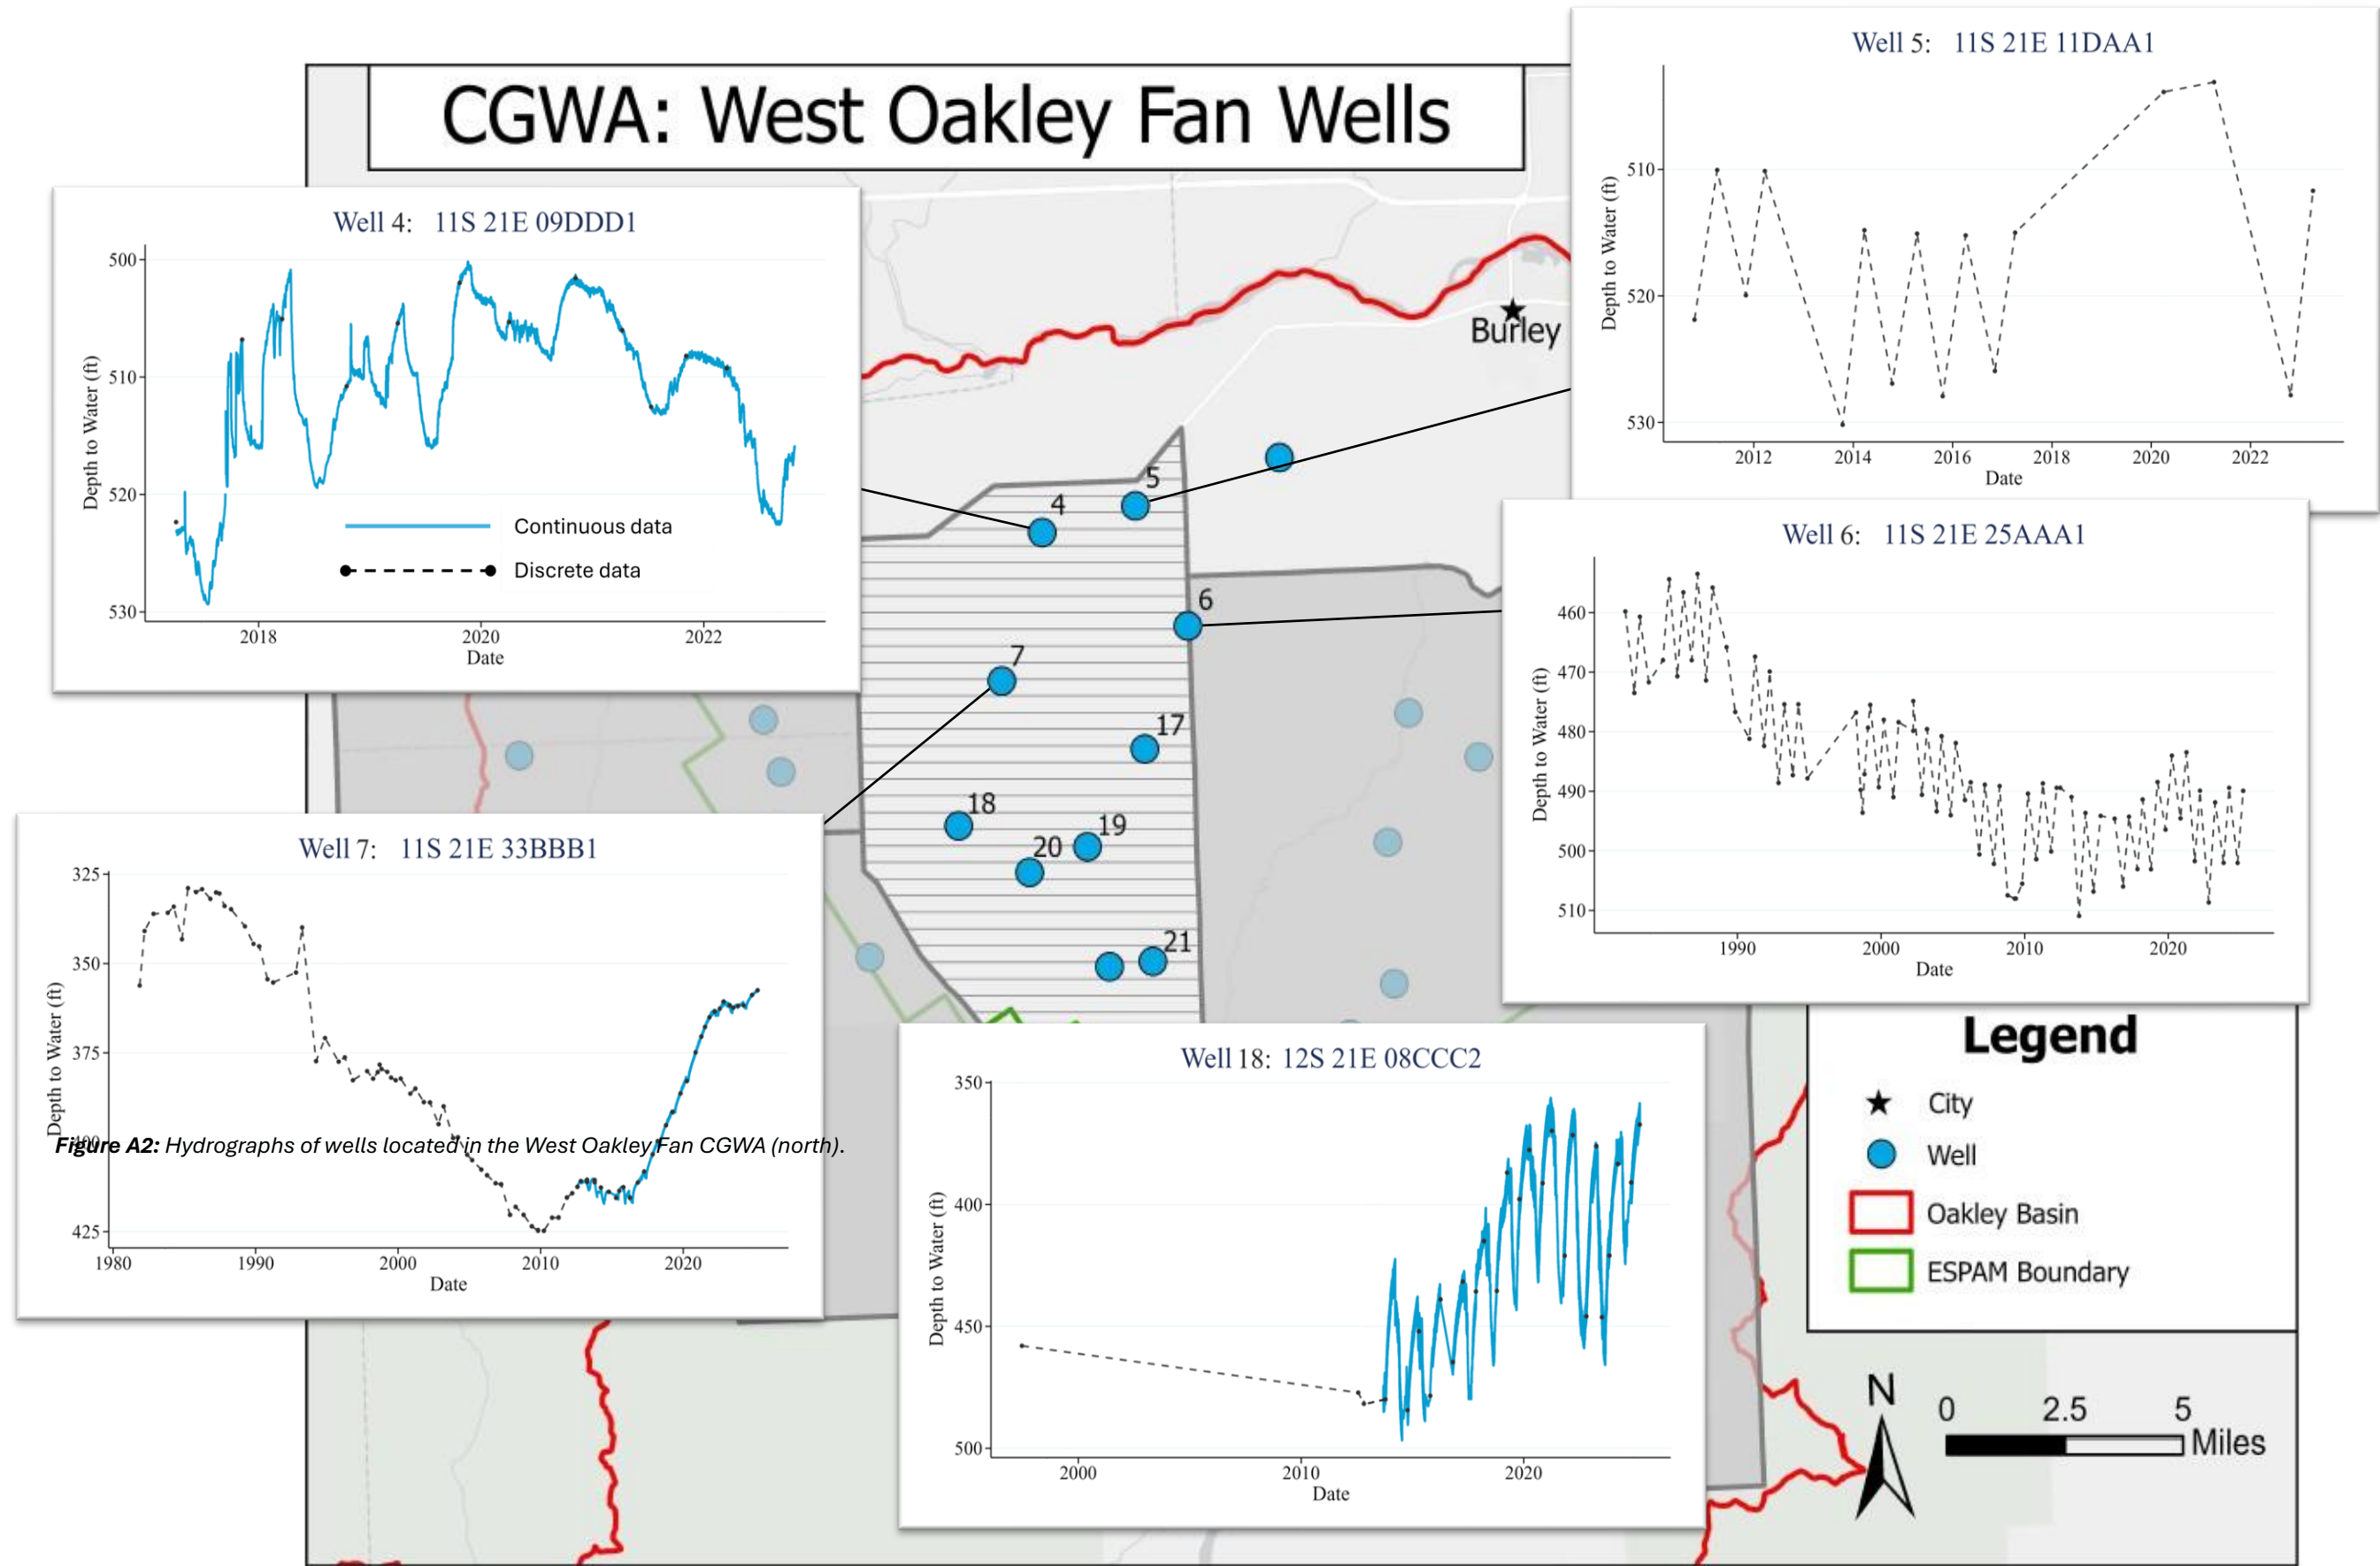 CGWA: West Oakley Fan Wells
Burley
4
5
6
7
17
18
19
20
21
Well 4: 11S 21E 09DDD1
Depth to Water (ft)
500
510
520
530
Continuous data
Discrete data
2018
2020
2022
Date
Well 5: 11S 21E 11DAA1
Depth to Water (ft)
510
520
530
2012
2014
2016
2018
2020
2022
Date
Well 6: 11S 21E 25AAA1
Depth to Water (ft)
460
470
480
490
500
510
1990
2000
2010
2020
Date
Well 7: 11S 21E 33BBB1
Depth to Water (ft)
325
350
375
400
425
1980
1990
2000
2010
2020
Date
Figure A2: Hydrographs of wells located in the West Oakley Fan CGWA (north).
Well 18: 12S 21E 08CCC2
Depth to Water (ft)
350
400
450
500
2000
2010
2020
Date
Legend
City
Well
Oakley Basin
ESPAM Boundary
N
0 2.5 5
Miles